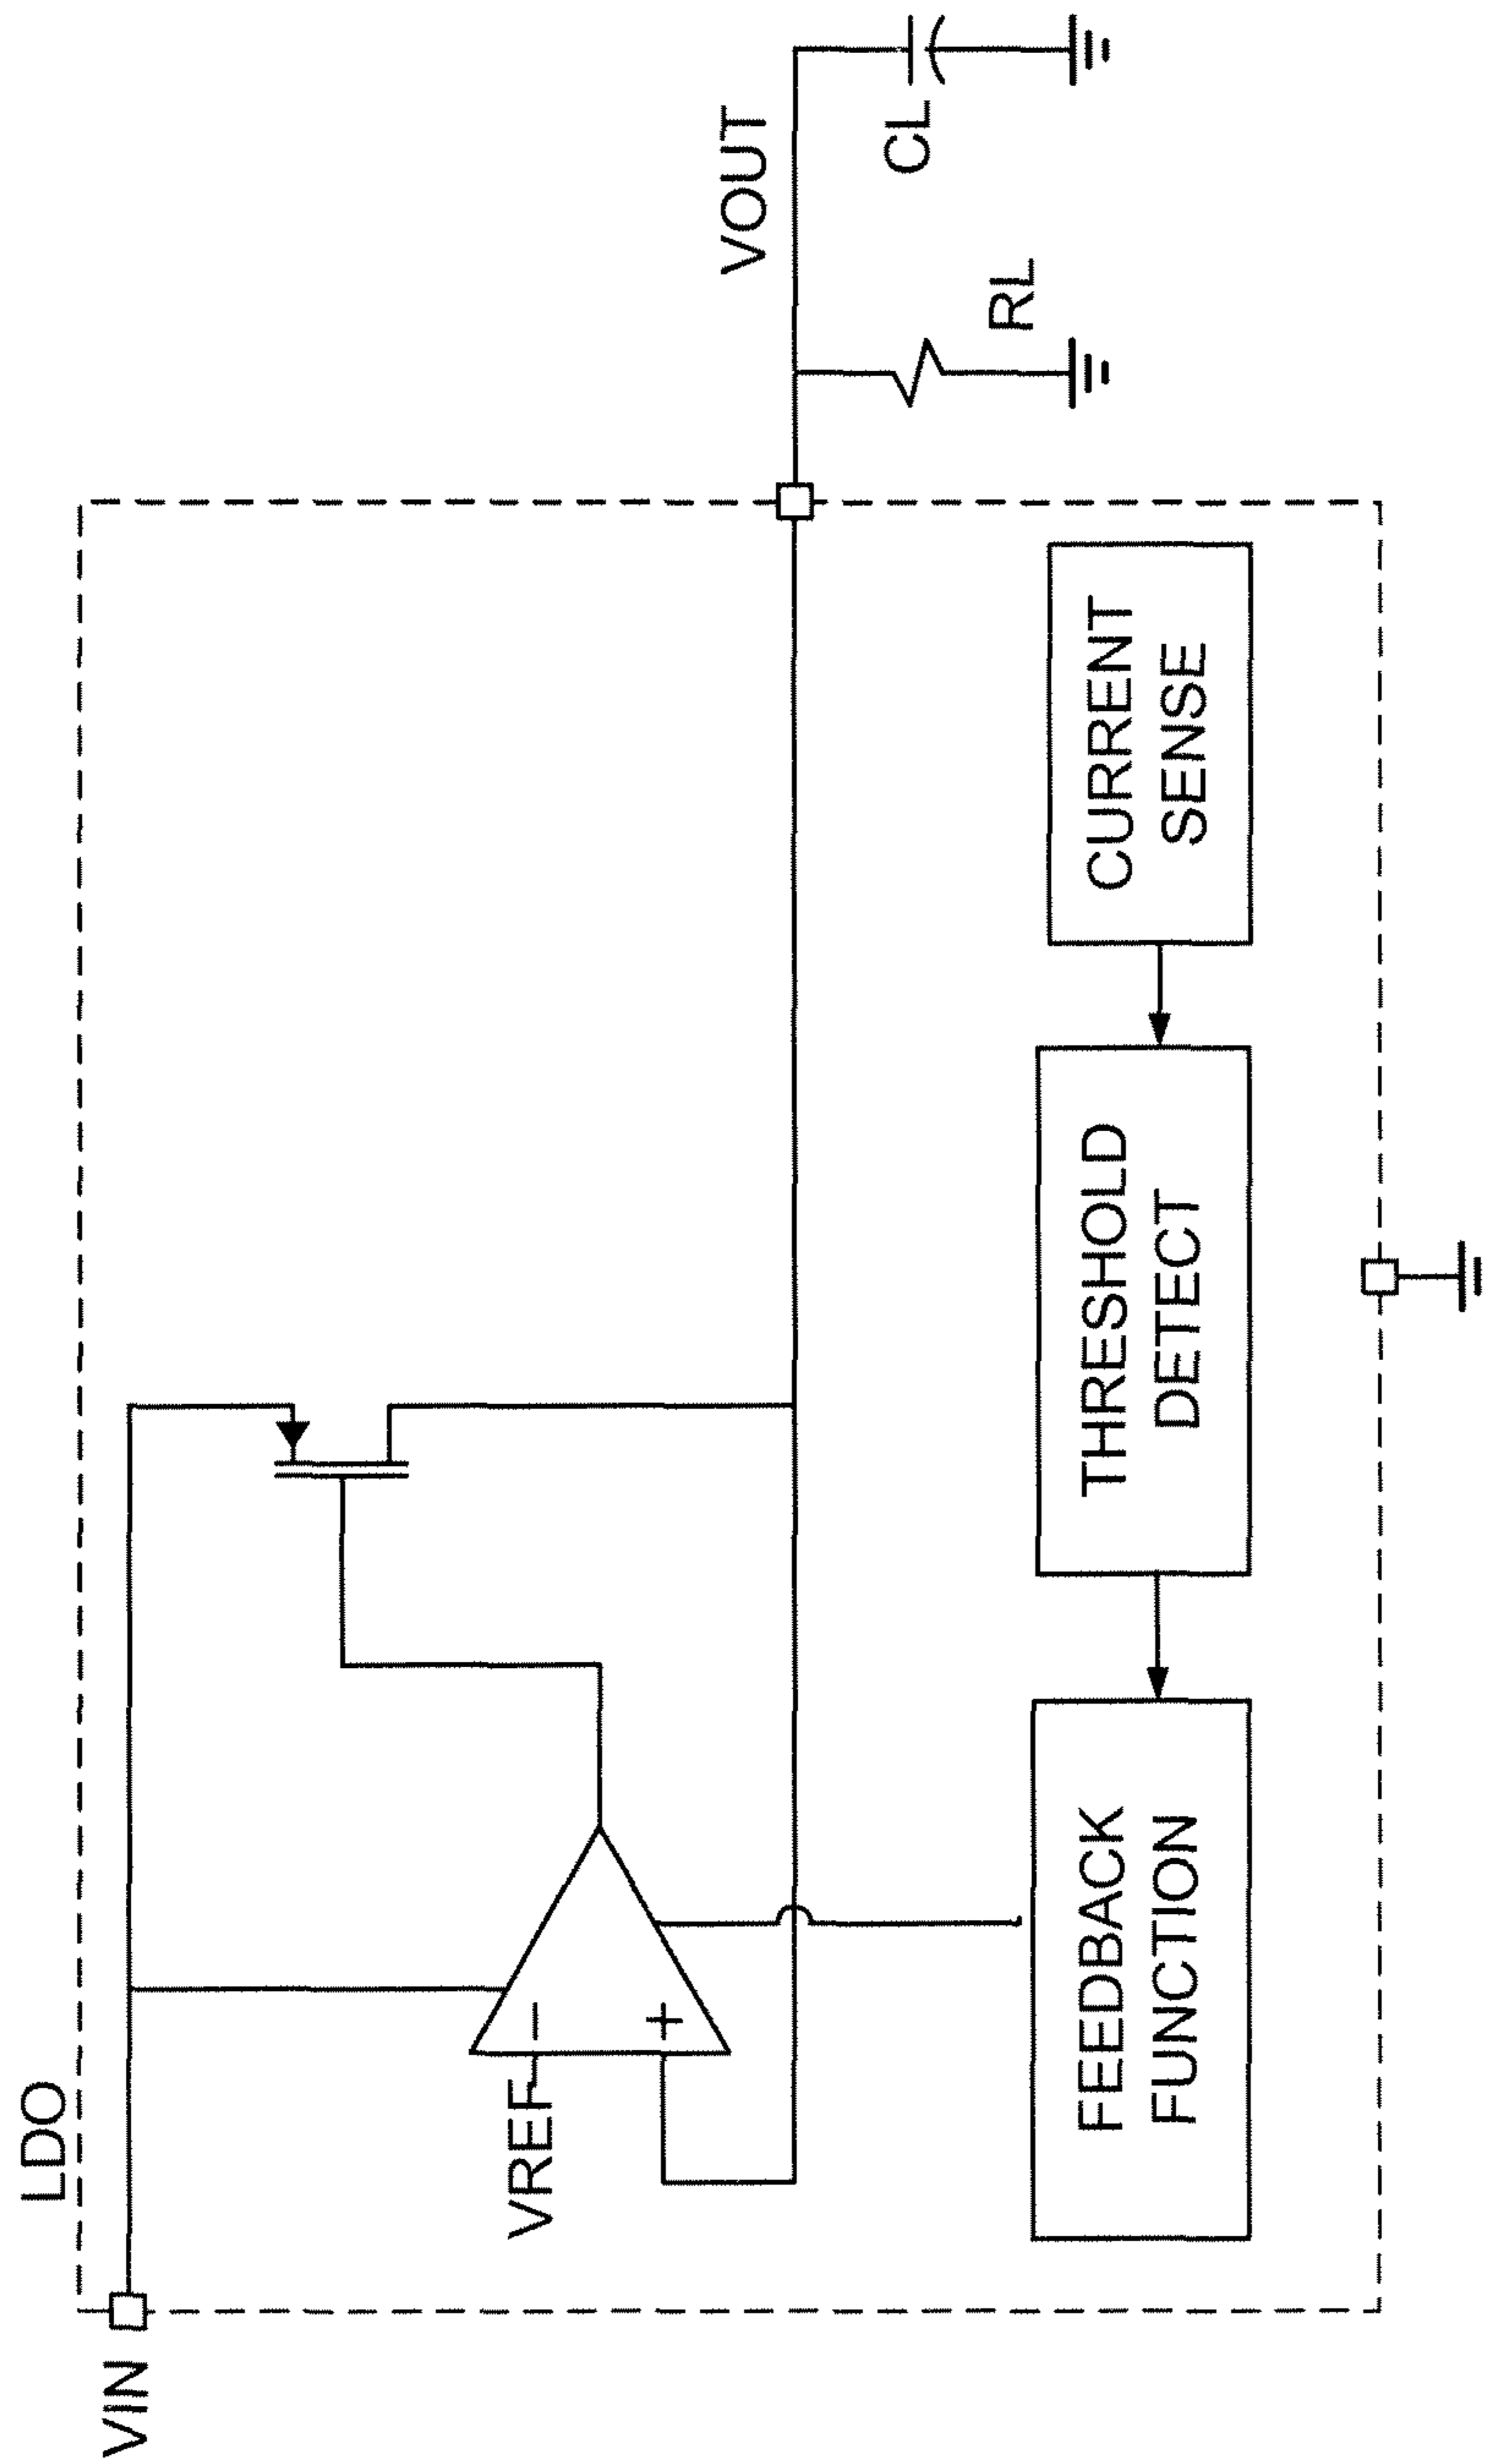 LDO
VIN
VREF
−
+
VOUT
RL
CL
FEEDBACK
FUNCTION
THRESHOLD
DETECT
CURRENT
SENSE